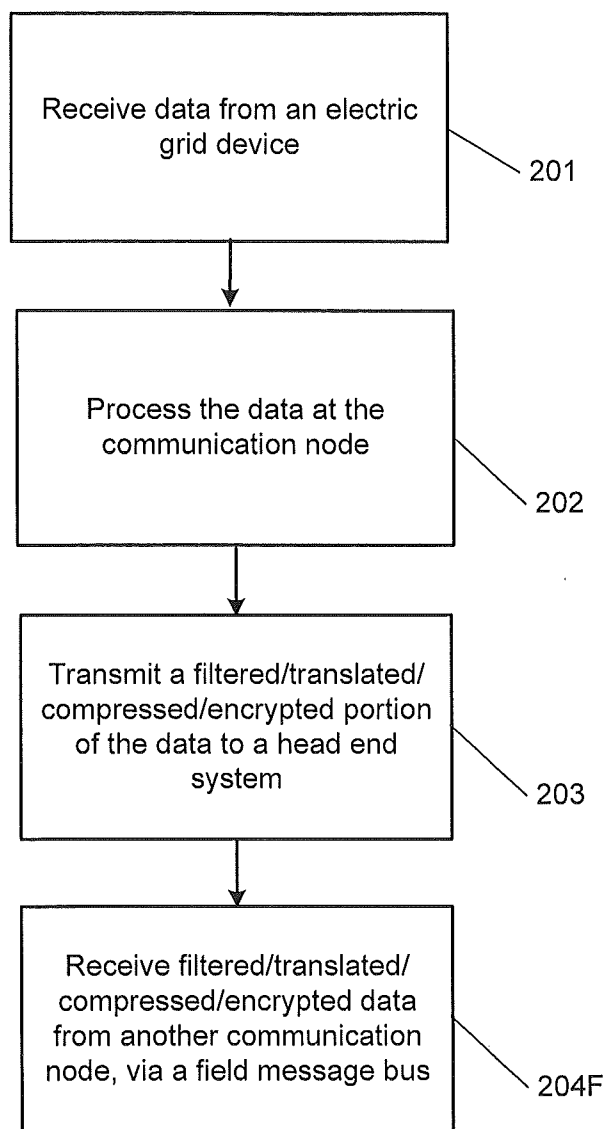 Receive data from an electric
grid device
201
Process the data at the
communication node
202
Transmit a filtered/translated/
compressed/encrypted portion
of the data to a head end
system
203
Receive filtered/translated/
compressed/encrypted data
from another communication
node, via a field message bus
204F